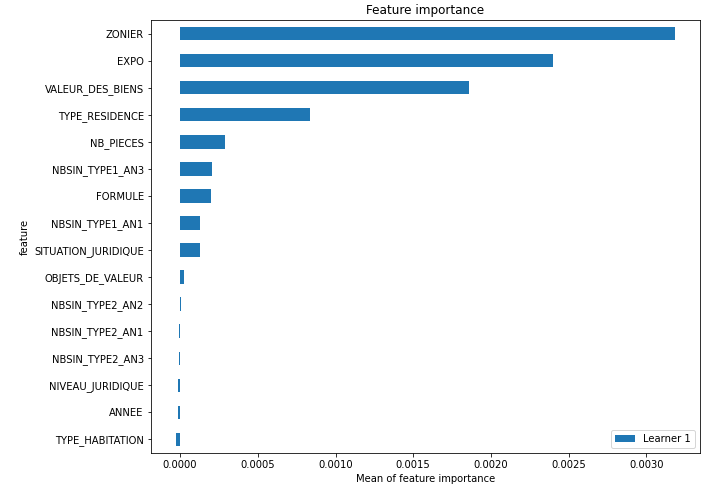 Feature importance
ZONIER
EXPO
VALEUR_DES_BIENS
TYPE_RESIDENCE
NB_PIECES
NBSIN_TYPE1_AN3
FORMULE
NBSIN_TYPE1_AN1
SITUATION_JURIDIQUE
OBJETS_DE_VALEUR
NBSIN_TYPE2_AN2
NBSIN_TYPE2_AN1
NBSIN_TYPE2_AN3
NIVEAU_JURIDIQUE
ANNEE
TYPE_HABITATION
feature
Learner 1
0.0000 0.0005 0.0010 0.0015 0.0020 0.0025 0.0030
Mean of feature importance